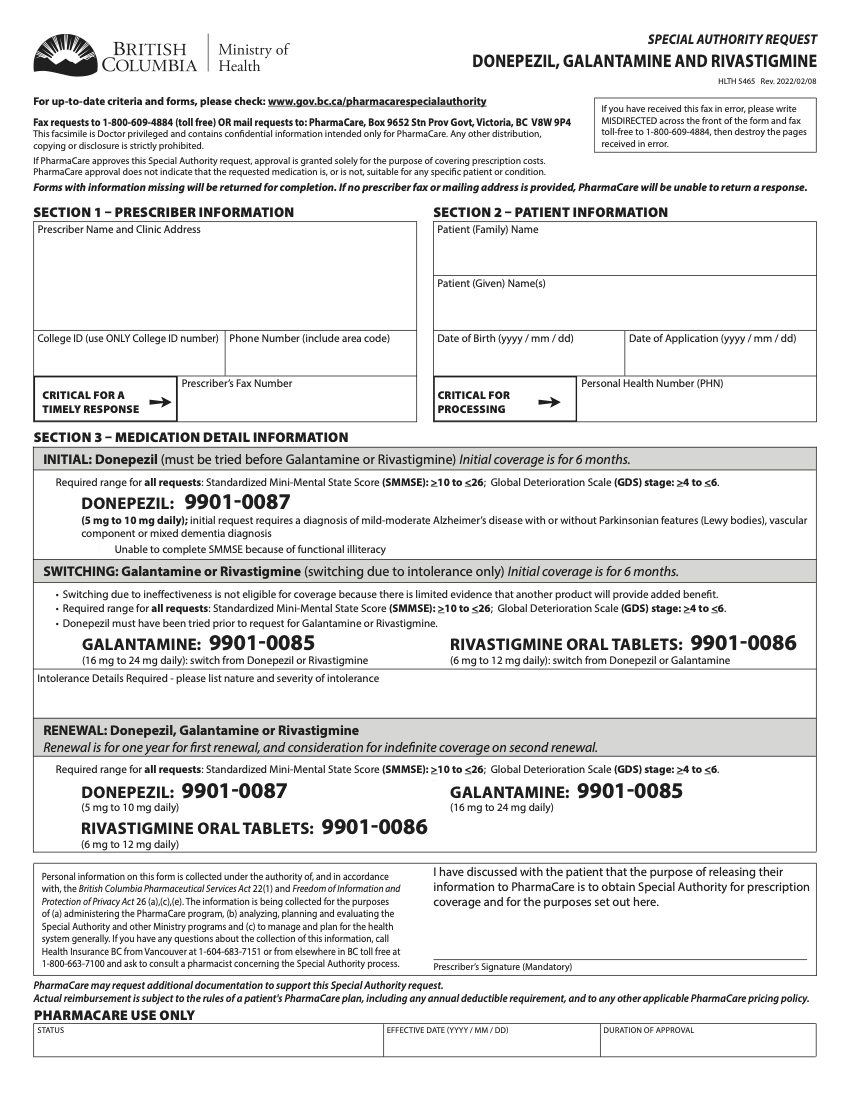 BRITISH
COLUMBIA
Ministry of
Health
SPECIAL AUTHORITY REQUEST
DONEPEZIL, GALANTAMINE AND RIVASTIGMINE
HLTH 5465 Rev. 2022/02/08
For up-to-date criteria and forms, please check: www.gov.bc.ca/pharmacarespecialauthority
Fax requests to 1-800-609-4884 (toll free) OR mail requests to: PharmaCare, Box 9652 Stn Prov Govt, Victoria, BC V8W 9P4
This facsimile is Doctor privileged and contains confidential information intended only for PharmaCare. Any other distribution,
copying or disclosure is strictly prohibited.
If PharmaCare approves this Special Authority request, approval is granted solely for the purpose of covering prescription costs.
PharmaCare approval does not indicate that the requested medication is, or is not, suitable for any specific patient or condition.
If you have received this fax in error, please write
MISDIRECTED across the front of the form and fax
toll-free to 1-800-609-4884, then destroy the pages
received in error.
Forms with information missing will be returned for completion. If no prescriber fax or mailing address is provided, PharmaCare will be unable to return a response.
SECTION 1 – PRESCRIBER INFORMATION
Prescriber Name and Clinic Address
College ID (use ONLY College ID number)
Phone Number (include area code)
CRITICAL FOR A
TIMELY RESPONSE
Prescriber's Fax Number
SECTION 2 – PATIENT INFORMATION
Patient (Family) Name
Patient (Given) Name(s)
Date of Birth (yyyy / mm / dd)
Date of Application (yyyy / mm / dd)
CRITICAL FOR
PROCESSING
Personal Health Number (PHN)
SECTION 3 – MEDICATION DETAIL INFORMATION
INITIAL: Donepezil (must be tried before Galantamine or Rivastigmine) Initial coverage is for 6 months.
Required range for all requests: Standardized Mini-Mental State Score (SMMSE): ≥10 to ≤26; Global Deterioration Scale (GDS) stage: ≥4 to ≤6.
DONEPEZIL: 9901-0087
(5 mg to 10 mg daily); initial request requires a diagnosis of mild-moderate Alzheimer's disease with or without Parkinsonian features (Lewy bodies), vascular
component or mixed dementia diagnosis
Unable to complete SMMSE because of functional illiteracy
SWITCHING: Galantamine or Rivastigmine (switching due to intolerance only) Initial coverage is for 6 months.
• Switching due to ineffectiveness is not eligible for coverage because there is limited evidence that another product will provide added benefit.
• Required range for all requests: Standardized Mini-Mental State Score (SMMSE): ≥10 to ≤26; Global Deterioration Scale (GDS) stage: ≥4 to ≤6.
• Donepezil must have been tried prior to request for Galantamine or Rivastigmine.
GALANTAMINE: 9901-0085
(16 mg to 24 mg daily): switch from Donepezil or Rivastigmine
RIVASTIGMINE ORAL TABLETS: 9901-0086
(6 mg to 12 mg daily): switch from Donepezil or Galantamine
Intolerance Details Required - please list nature and severity of intolerance
RENEWAL: Donepezil, Galantamine or Rivastigmine
Renewal is for one year for first renewal, and consideration for indefinite coverage on second renewal.
Required range for all requests: Standardized Mini-Mental State Score (SMMSE): ≥10 to ≤26; Global Deterioration Scale (GDS) stage: ≥4 to ≤6.
DONEPEZIL: 9901-0087
(5 mg to 10 mg daily)
GALANTAMINE: 9901-0085
(16 mg to 24 mg daily)
RIVASTIGMINE ORAL TABLETS: 9901-0086
(6 mg to 12 mg daily)
Personal information on this form is collected under the authority of, and in accordance
with, the British Columbia Pharmaceutical Services Act 22(1) and Freedom of Information and
Protection of Privacy Act 26 (a),(c),(e). The information is being collected for the purposes
of (a) administering the PharmaCare program, (b) analyzing, planning and evaluating the
Special Authority and other Ministry programs and (c) to manage and plan for the health
system generally. If you have any questions about the collection of this information, call
Health Insurance BC from Vancouver at 1-604-683-7151 or from elsewhere in BC toll free at
1-800-663-7100 and ask to consult a pharmacist concerning the Special Authority process.
I have discussed with the patient that the purpose of releasing their
information to PharmaCare is to obtain Special Authority for prescription
coverage and for the purposes set out here.
Prescriber's Signature (Mandatory)
PharmaCare may request additional documentation to support this Special Authority request.
Actual reimbursement is subject to the rules of a patient's PharmaCare plan, including any annual deductible requirement, and to any other applicable PharmaCare pricing policy.
PHARMACARE USE ONLY
STATUS
EFFECTIVE DATE (YYYY / MM / DD)
DURATION OF APPROVAL